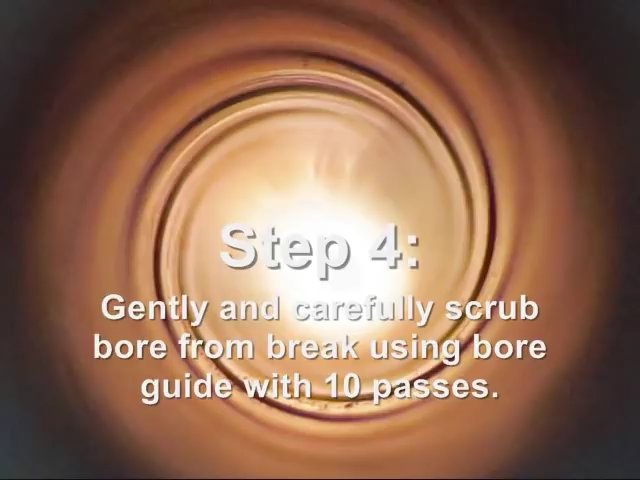 Step 4:
Gently and carefully scrub
bore from break using bore
guide with 10 passes.